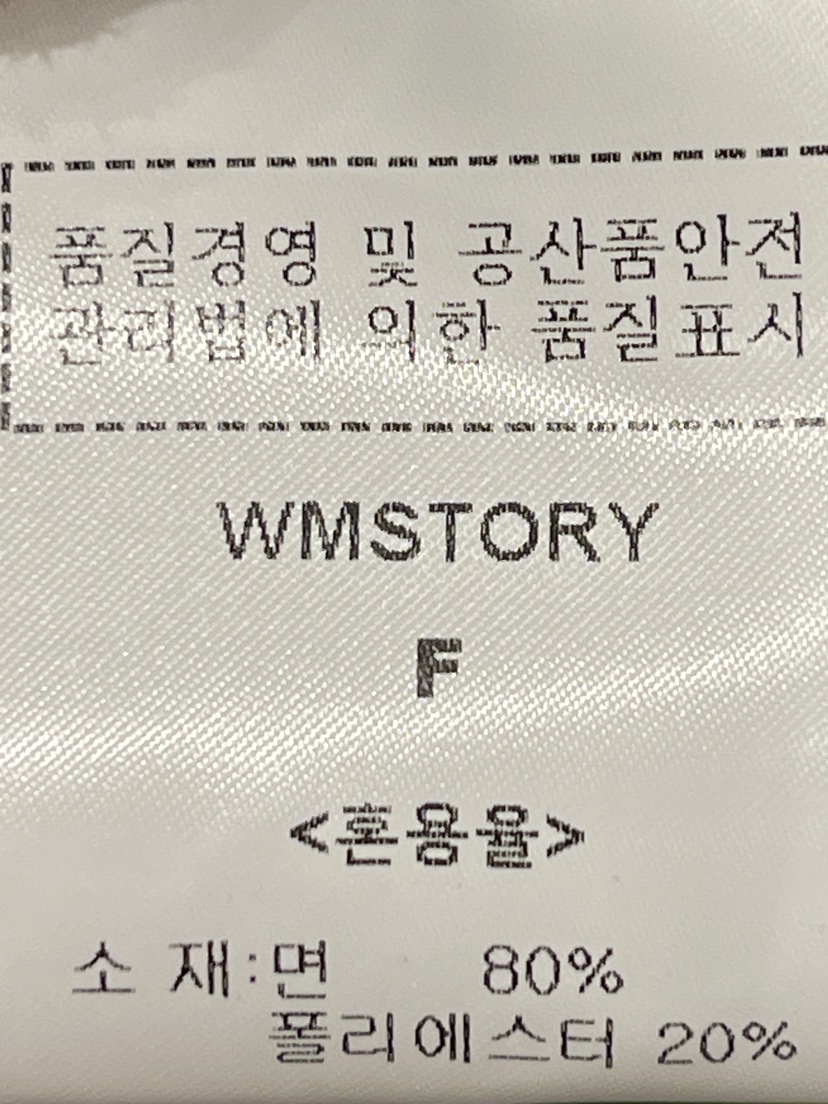 품질경영 및 공산품안전
관리법에 의한 품질표시
WMSTORY
F
<혼용율>
소 재:면 80%
폴리에스터 20%